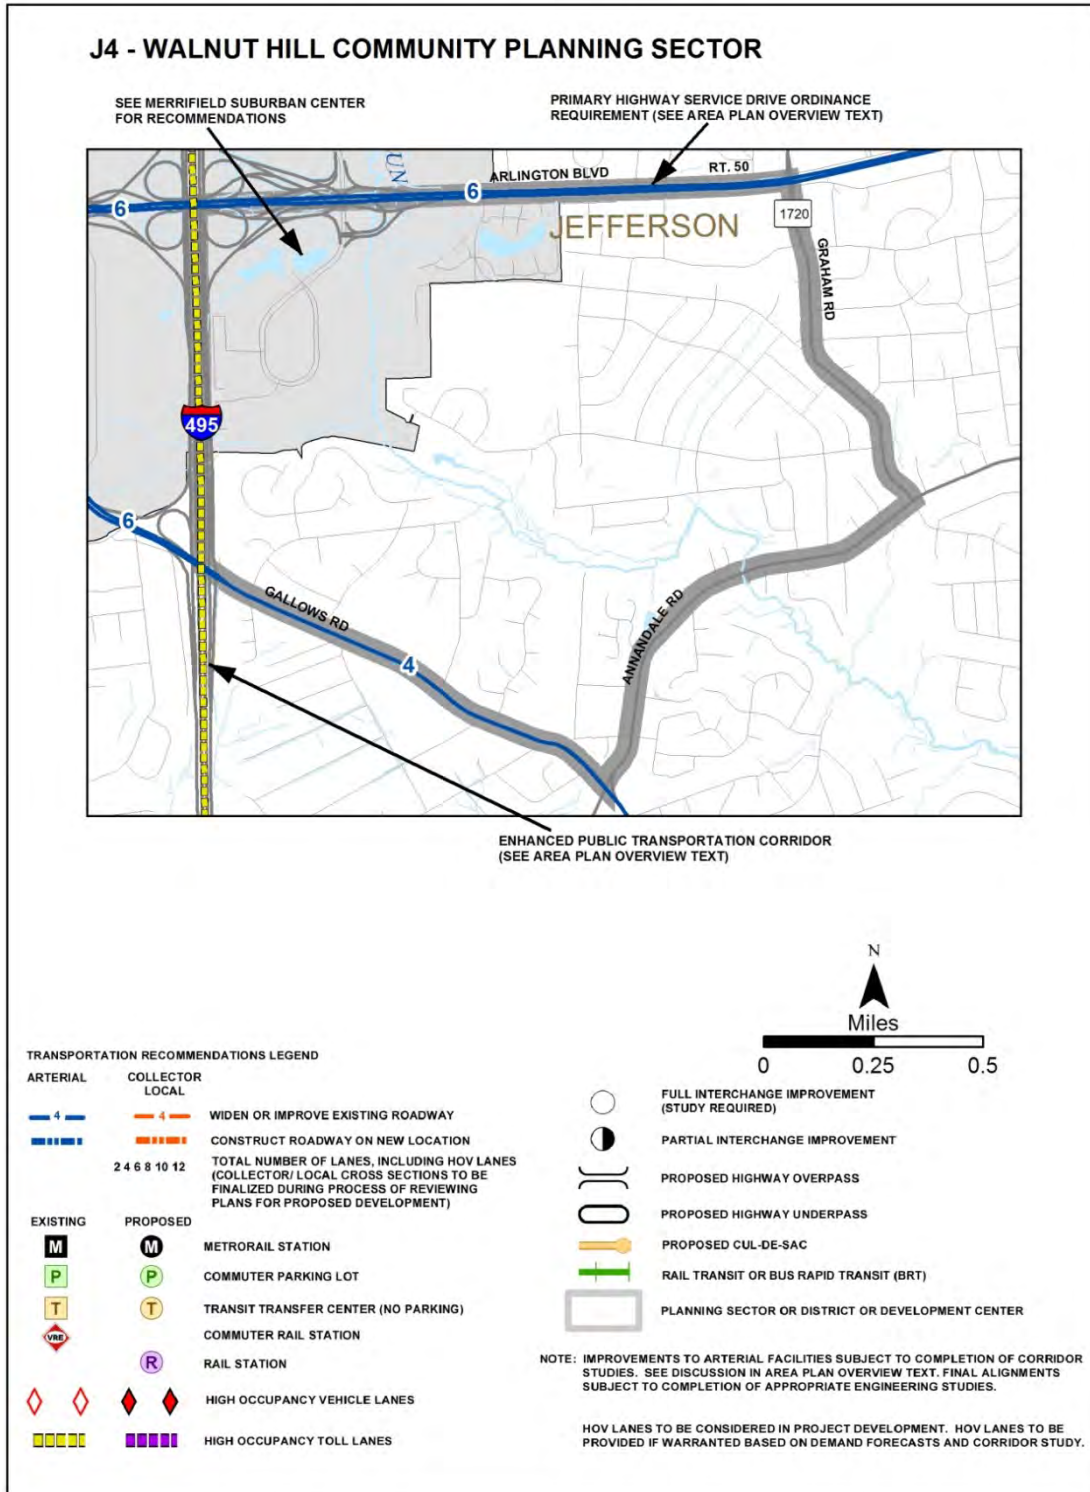 J4 - WALNUT HILL COMMUNITY PLANNING SECTOR
SEE MERRIFIELD SUBURBAN CENTER
FOR RECOMMENDATIONS
PRIMARY HIGHWAY SERVICE DRIVE ORDINANCE
REQUIREMENT (SEE AREA PLAN OVERVIEW TEXT)
RUN
ARLINGTON BLVD
RT. 50
6
6
JEFFERSON
1720
GRAHAM RD
495
6
GALLOWS RD
4
ANNANDALE RD
ENHANCED PUBLIC TRANSPORTATION CORRIDOR
(SEE AREA PLAN OVERVIEW TEXT)
N
Miles
0 0.25 0.5
TRANSPORTATION RECOMMENDATIONS LEGEND
ARTERIAL
COLLECTOR
LOCAL
4
4
WIDEN OR IMPROVE EXISTING ROADWAY
CONSTRUCT ROADWAY ON NEW LOCATION
2 4 6 8 10 12
TOTAL NUMBER OF LANES, INCLUDING HOV LANES
(COLLECTOR/ LOCAL CROSS SECTIONS TO BE
FINALIZED DURING PROCESS OF REVIEWING
PLANS FOR PROPOSED DEVELOPMENT)
EXISTING
PROPOSED
M
M
METRORAIL STATION
P
P
COMMUTER PARKING LOT
T
T
TRANSIT TRANSFER CENTER (NO PARKING)
VRE
COMMUTER RAIL STATION
R
RAIL STATION
HIGH OCCUPANCY VEHICLE LANES
HIGH OCCUPANCY TOLL LANES
FULL INTERCHANGE IMPROVEMENT
(STUDY REQUIRED)
PARTIAL INTERCHANGE IMPROVEMENT
PROPOSED HIGHWAY OVERPASS
PROPOSED HIGHWAY UNDERPASS
PROPOSED CUL-DE-SAC
RAIL TRANSIT OR BUS RAPID TRANSIT (BRT)
PLANNING SECTOR OR DISTRICT OR DEVELOPMENT CENTER
NOTE: IMPROVEMENTS TO ARTERIAL FACILITIES SUBJECT TO COMPLETION OF CORRIDOR
STUDIES. SEE DISCUSSION IN AREA PLAN OVERVIEW TEXT. FINAL ALIGNMENTS
SUBJECT TO COMPLETION OF APPROPRIATE ENGINEERING STUDIES.
HOV LANES TO BE CONSIDERED IN PROJECT DEVELOPMENT. HOV LANES TO BE
PROVIDED IF WARRANTED BASED ON DEMAND FORECASTS AND CORRIDOR STUDY.